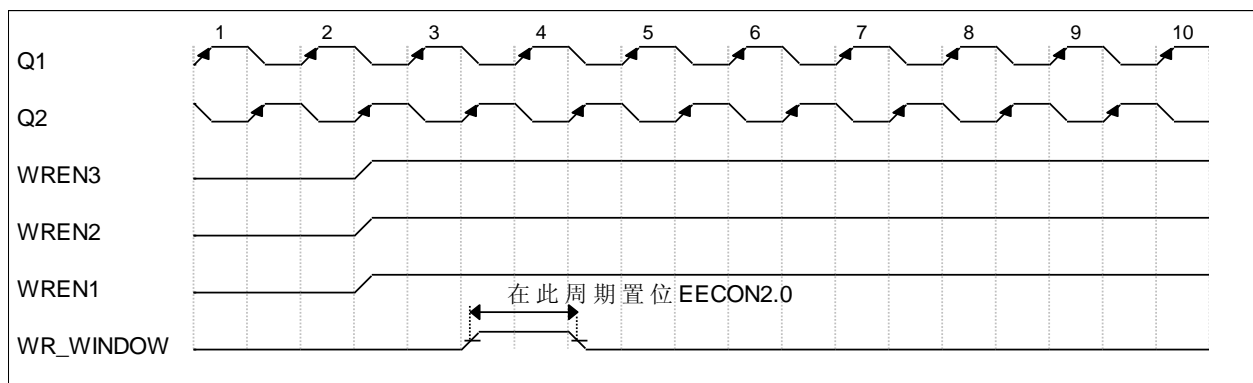 1 2 3 4 5 6 7 8 9 10
Q1
Q2
WREN3
WREN2
WREN1
在此周期置位EECON2.0
WR_WINDOW